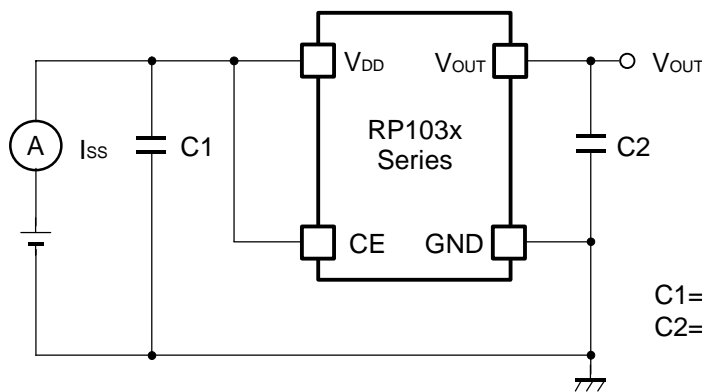 VDD
VOUT
VOUT
RP103x
Series
A
ISS
C1
C2
CE
GND
C1=
C2=